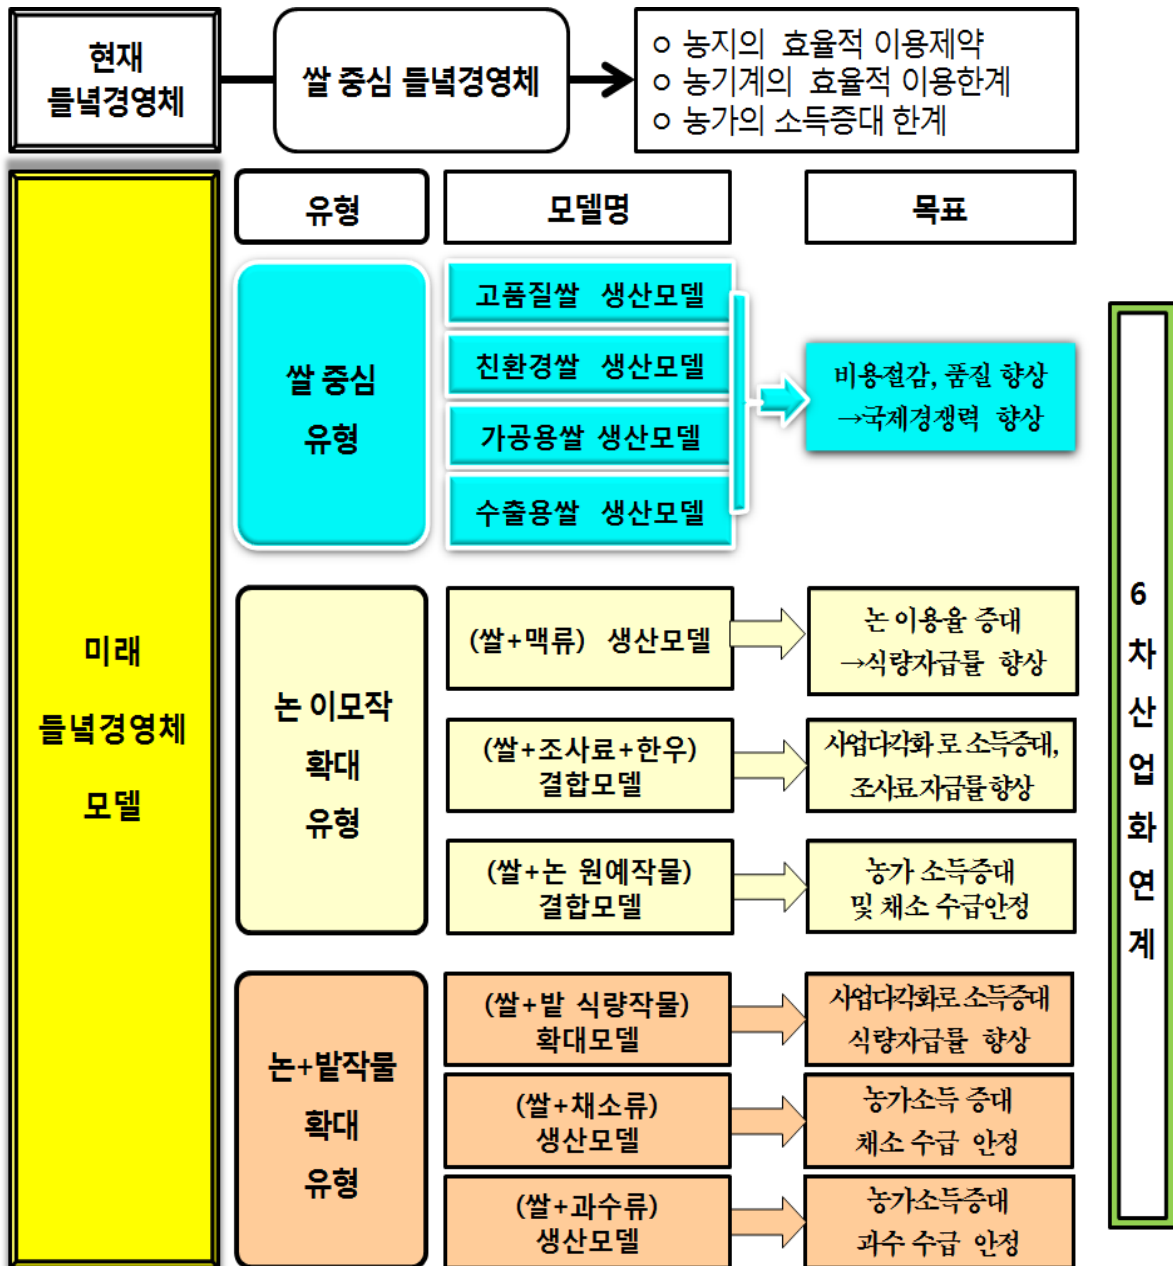 현재
들녘경영체
쌀 중심 들녘경영체
ㅇ 농지의 효율적 이용제약
ㅇ 농기계의 효율적 이용한계
ㅇ 농가의 소득증대 한계
유형
모델명
목표
미래
들녘경영체
모델
쌀 중심
유형
고품질쌀 생산모델
친환경쌀 생산모델
가공용쌀 생산모델
수출용쌀 생산모델
비용절감, 품질 향상
→국제경쟁력 향상
논 이모작
확대
유형
(쌀+맥류) 생산모델
논 이용율 증대
→식량자급률 향상
(쌀+조사료+한우)
결합모델
사업다각화 로 소득증대,
조사료 자급률 향상
(쌀+논 원예작물)
결합모델
농가 소득증대
및 채소 수급안정
논+밭작물
확대
유형
(쌀+밭 식량작물)
확대모델
사업다각화로 소득증대
식량자급률 향상
(쌀+채소류)
생산모델
농가소득 증대
채소 수급 안정
(쌀+과수류)
생산모델
농가소득증대
과수 수급 안정
6차산업화연계